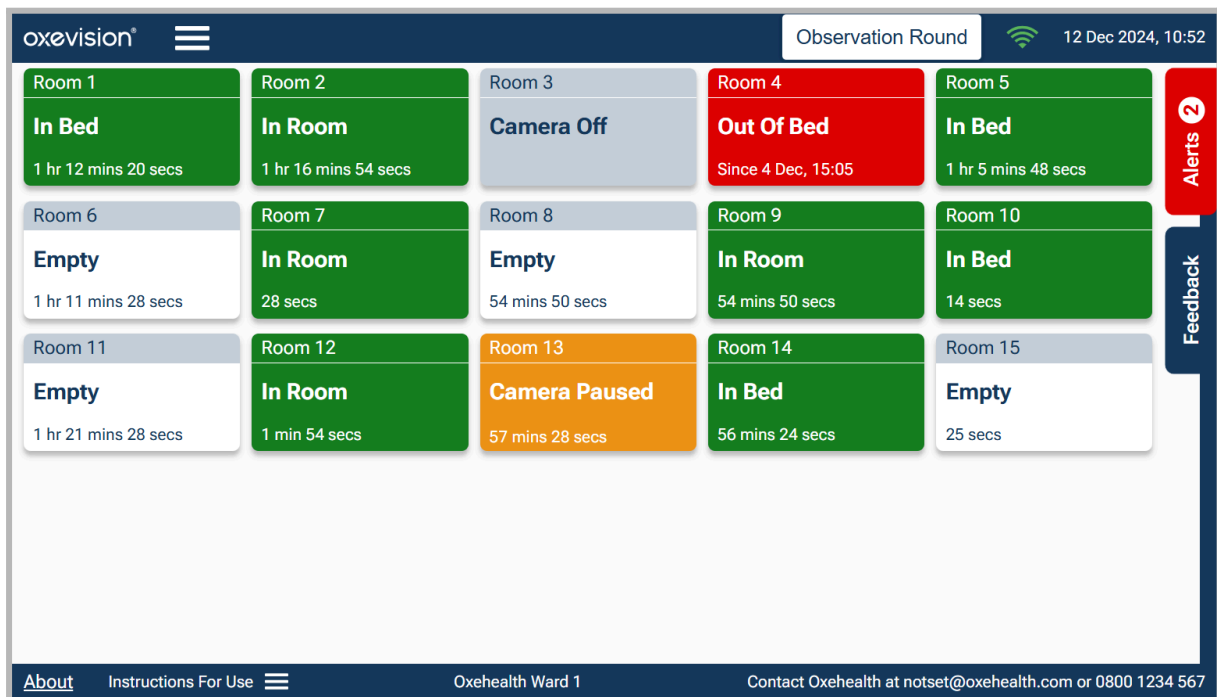 oxevision®
Observation Round
12 Dec 2024, 10:52
Room 1
In Bed
1 hr 12 mins 20 secs
Room 2
In Room
1 hr 16 mins 54 secs
Room 3
Camera Off
Room 4
Out Of Bed
Since 4 Dec, 15:05
Room 5
In Bed
1 hr 5 mins 48 secs
Alerts 2
Room 6
Empty
1 hr 11 mins 28 secs
Room 7
In Room
28 secs
Room 8
Empty
54 mins 50 secs
Room 9
In Room
54 mins 50 secs
Room 10
In Bed
14 secs
Feedback
Room 11
Empty
1 hr 21 mins 28 secs
Room 12
In Room
1 min 54 secs
Room 13
Camera Paused
57 mins 28 secs
Room 14
In Bed
56 mins 24 secs
Room 15
Empty
25 secs
About
Instructions For Use
Oxehealth Ward 1
Contact Oxehealth at notset@oxehealth.com or 0800 1234 567